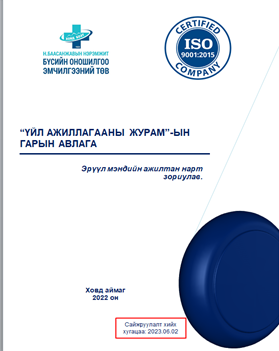 Н.БААСАНЖАВЫН НЭРЭМЖИТ
БҮСИЙН ОНОШИЛГОО
ЭМЧИЛГЭЭНИЙ ТӨВ
CERTIFIED
ISO
9001:2015
COMPANY
“ҮЙЛ АЖИЛЛАГААНЫ ЖУРАМ”-ЫН
ГАРЫН АВЛАГА
Эрүүл мэндийн ажилтан нарт
зориулав.
Ховд аймаг
2022 он
Сайжруулалт хийх
хугацаа: 2023.06.02